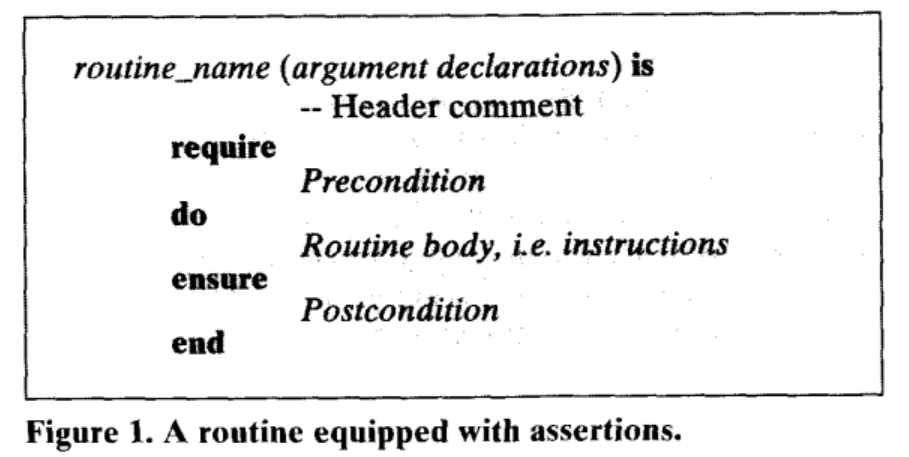 routine_name (argument declarations) is
-- Header comment
require
Precondition
do
Routine body, i.e. instructions
ensure
Postcondition
end
Figure 1. A routine equipped with assertions.